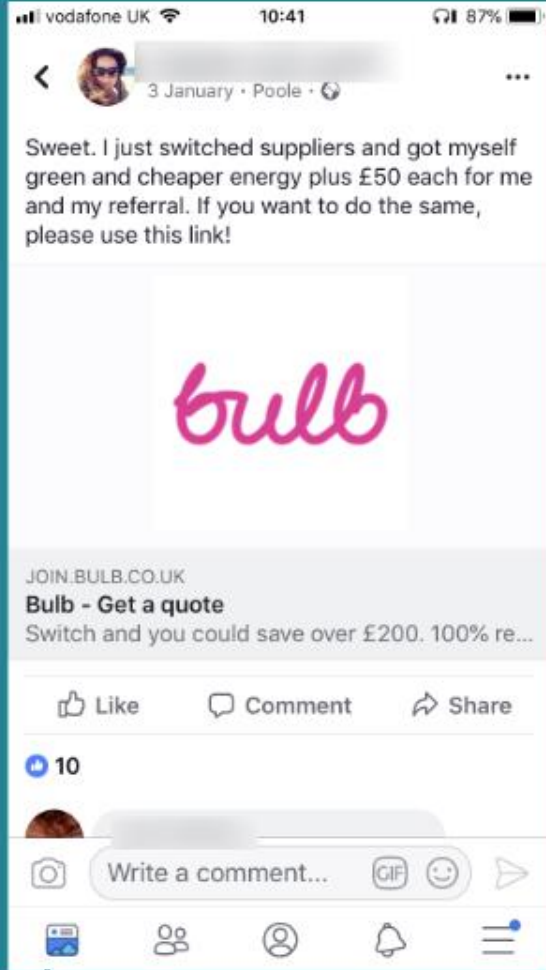 vodafone UK 10:41 87%
3 January · Poole ·
Sweet. I just switched suppliers and got myself
green and cheaper energy plus £50 each for me
and my referral. If you want to do the same,
please use this link!
bulb
JOIN.BULB.CO.UK
Bulb - Get a quote
Switch and you could save over £200. 100% re...
Like Comment Share
10
Write a comment... GIF